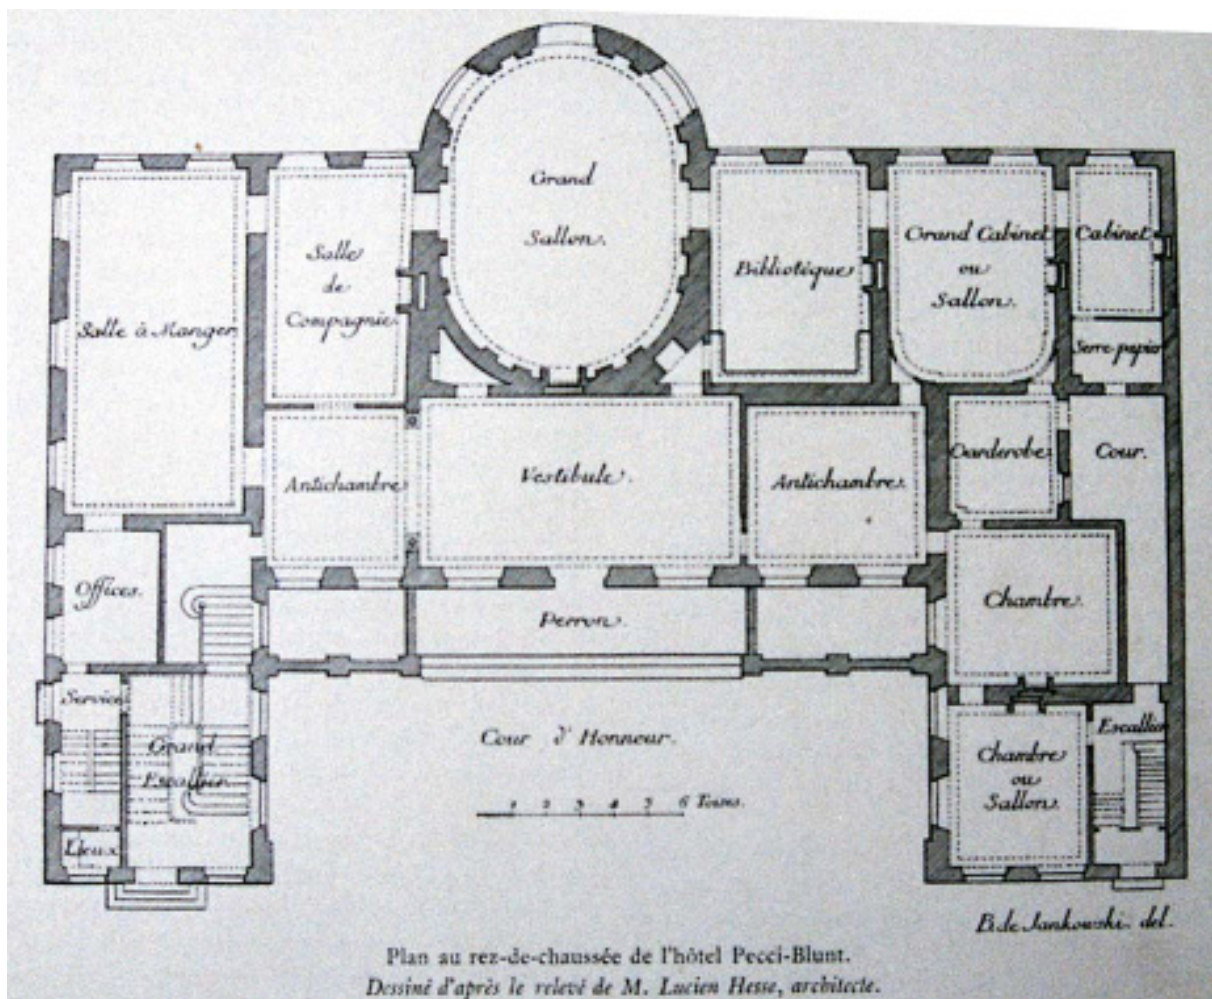 Grand
Sallon.
Salle
de
Compagnie.
Salle à Manger
Bibliotèque
Grand Cabinet
ou
Sallon.
Cabinet
Serre-papier
Antichambre
Vestibule.
Antichambre.
Garderobe
Cour.
Offices.
Perron.
Chambre.
Service
Grand
Escallier.
Lieux
Cour d'Honneur.
1 2 3 4 5 6 Toises.
Chambre
ou
Sallon.
Escallier
B. de Jankowski. del.
Plan au rez-de-chaussée de l'hôtel Pecci-Blunt.
Dessiné d'après le relevé de M. Lucien Hesse, architecte.